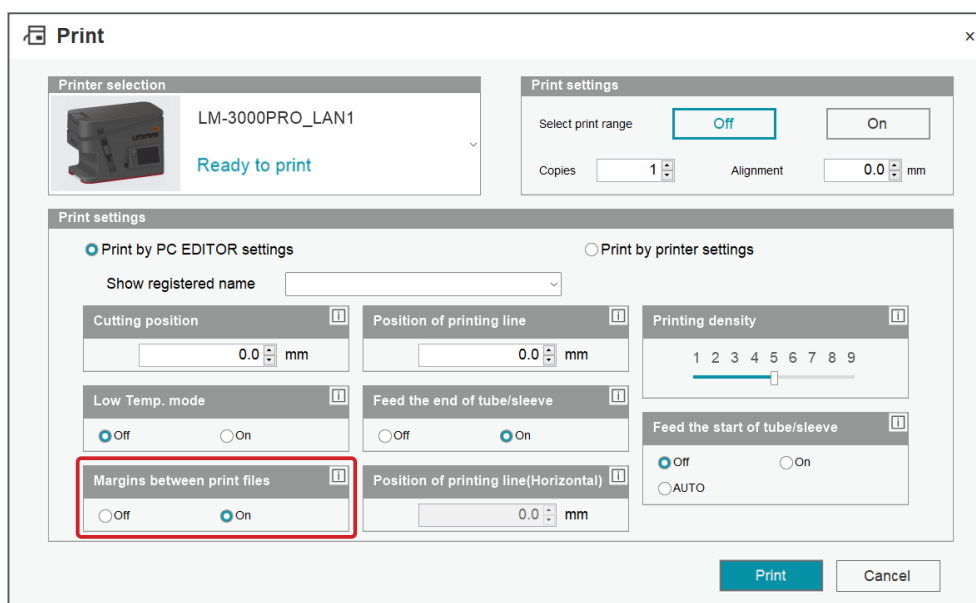 Print
×
Printer selection
LM-3000PRO_LAN1
Ready to print
Print settings
Select print range Off On
Copies 1 Alignment 0.0 mm
Print settings
Print by PC EDITOR settings Print by printer settings
Show registered name
Cutting position
0.0 mm
Position of printing line
0.0 mm
Printing density
1 2 3 4 5 6 7 8 9
Low Temp. mode
Off On
Feed the end of tube/sleeve
Off On
Feed the start of tube/sleeve
Off On
AUTO
Margins between print files
Off On
Position of printing line(Horizontal)
0.0 mm
Print Cancel